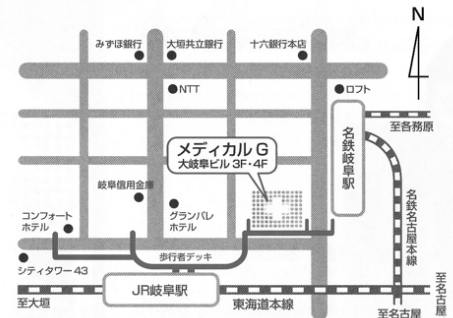 N
みずほ銀行
大垣共立銀行
十六銀行本店
NTT
ロフト
至各務原
名鉄岐阜駅
メディカル G
大岐阜ビル 3F・4F
岐阜信用金庫
グランパレ
ホテル
コンフォート
ホテル
名鉄名古屋本線
歩行者デッキ
シティタワー43
至大垣
JR岐阜駅
東海道本線
至名古屋
至名古屋